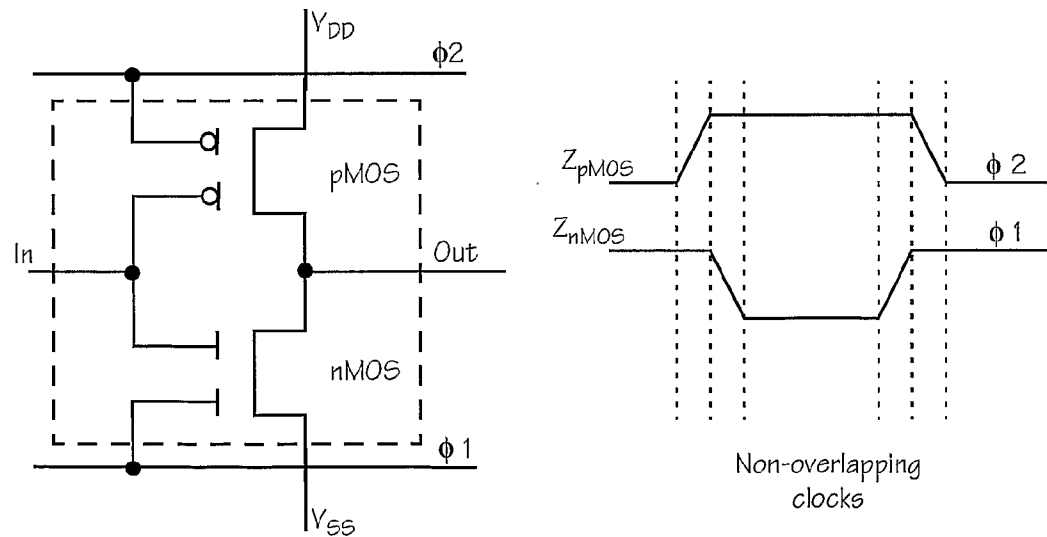 V_DD
ϕ2
pMOS
In
Out
nMOS
ϕ1
V_SS
Z_pMOS
ϕ 2
Z_nMOS
ϕ 1
Non-overlapping
clocks